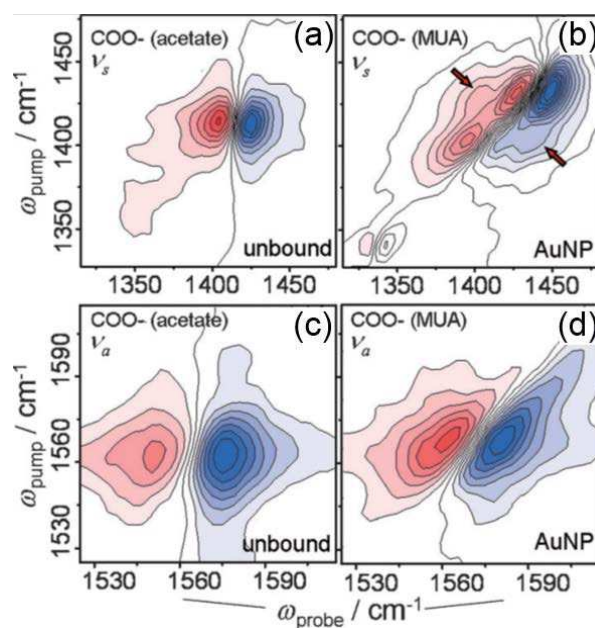 COO- (acetate) (a)
νs
unbound
COO- (MUA) (b)
νs
AuNP
1450
1400
1350
ωpump / cm-1
1350 1400 1450
1350 1400 1450
COO- (acetate) (c)
νa
unbound
COO- (MUA) (d)
νa
AuNP
1590
1560
1530
ωpump / cm-1
1530 1560 1590
1530 1560 1590
ωprobe / cm-1